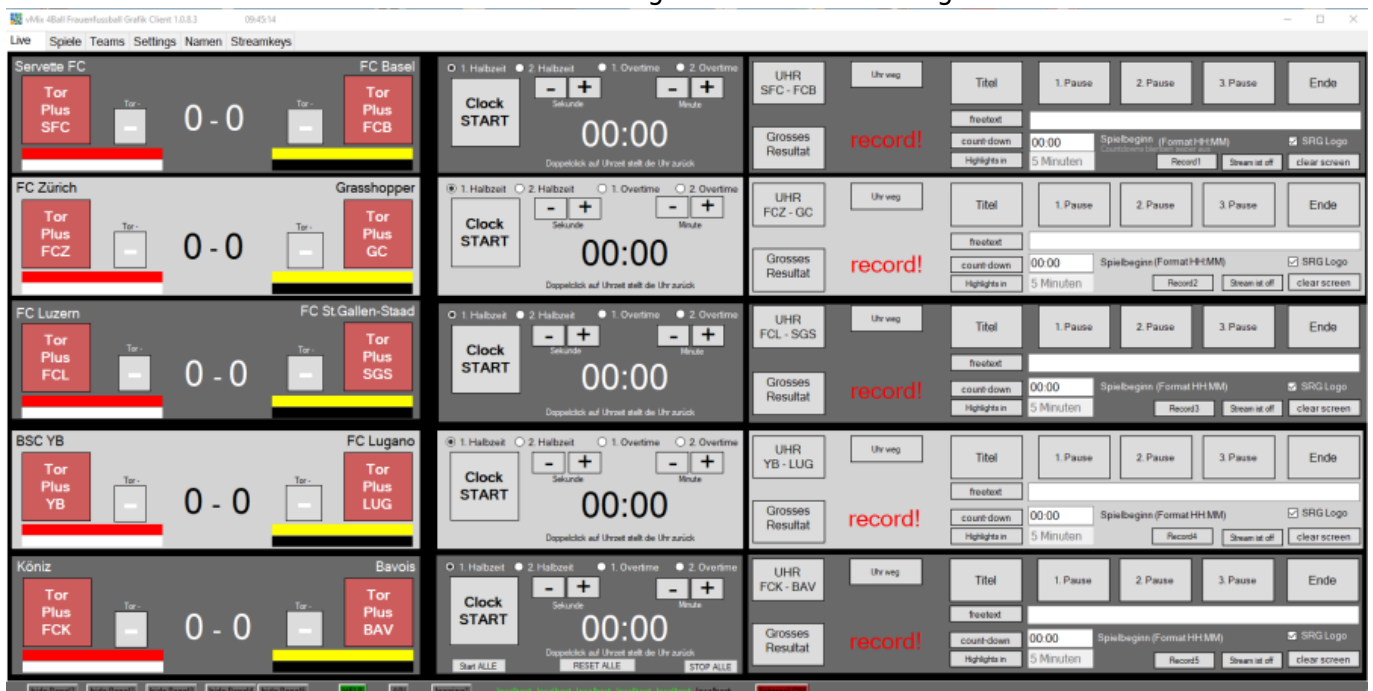 vMix 4Ball Frauenfussball Grafik Client 1.0.8.3 09:45:14
Live Spiele Teams Settings Namen Streamkeys
Servette FC FC Basel
Tor Plus SFC Tor - 0 - 0 Tor - Tor Plus FCB
1. Halbzeit 2. Halbzeit 1. Overtime 2. Overtime
Clock START - + Sekunde - + Minute
00:00
Doppelclick auf Uhrzeit stellt die Uhr zurück
UHR SFC - FCB Uhr weg Titel 1. Pause 2. Pause 3. Pause Ende
freetext
Grosses Resultat record! count-down 00:00 Spielbeginn (Format HH:MM) SRG Logo
Highlights in 5 Minuten Record1 Stream ist off clear screen
FC Zürich Grasshopper
Tor Plus FCZ Tor - 0 - 0 Tor - Tor Plus GC
1. Halbzeit 2. Halbzeit 1. Overtime 2. Overtime
Clock START - + Sekunde - + Minute
00:00
Doppelclick auf Uhrzeit stellt die Uhr zurück
UHR FCZ - GC Uhr weg Titel 1. Pause 2. Pause 3. Pause Ende
freetext
Grosses Resultat record! count-down 00:00 Spielbeginn (Format HH:MM) SRG Logo
Highlights in 5 Minuten Record2 Stream ist off clear screen
FC Luzern FC St.Gallen-Staad
Tor Plus FCL Tor - 0 - 0 Tor - Tor Plus SGS
1. Halbzeit 2. Halbzeit 1. Overtime 2. Overtime
Clock START - + Sekunde - + Minute
00:00
Doppelclick auf Uhrzeit stellt die Uhr zurück
UHR FCL - SGS Uhr weg Titel 1. Pause 2. Pause 3. Pause Ende
freetext
Grosses Resultat record! count-down 00:00 Spielbeginn (Format HH:MM) SRG Logo
Highlights in 5 Minuten Record3 Stream ist off clear screen
BSC YB FC Lugano
Tor Plus YB Tor - 0 - 0 Tor - Tor Plus LUG
1. Halbzeit 2. Halbzeit 1. Overtime 2. Overtime
Clock START - + Sekunde - + Minute
00:00
Doppelclick auf Uhrzeit stellt die Uhr zurück
UHR YB - LUG Uhr weg Titel 1. Pause 2. Pause 3. Pause Ende
freetext
Grosses Resultat record! count-down 00:00 Spielbeginn (Format HH:MM) SRG Logo
Highlights in 5 Minuten Record4 Stream ist off clear screen
Köniz Bavois
Tor Plus FCK Tor - 0 - 0 Tor - Tor Plus BAV
1. Halbzeit 2. Halbzeit 1. Overtime 2. Overtime
Clock START - + Sekunde - + Minute
00:00
Doppelclick auf Uhrzeit stellt die Uhr zurück
Start ALLE RESET ALLE STOP ALLE
UHR FCK - BAV Uhr weg Titel 1. Pause 2. Pause 3. Pause Ende
freetext
Grosses Resultat record! count-down 00:00 Spielbeginn (Format HH:MM) SRG Logo
Highlights in 5 Minuten Record5 Stream ist off clear screen